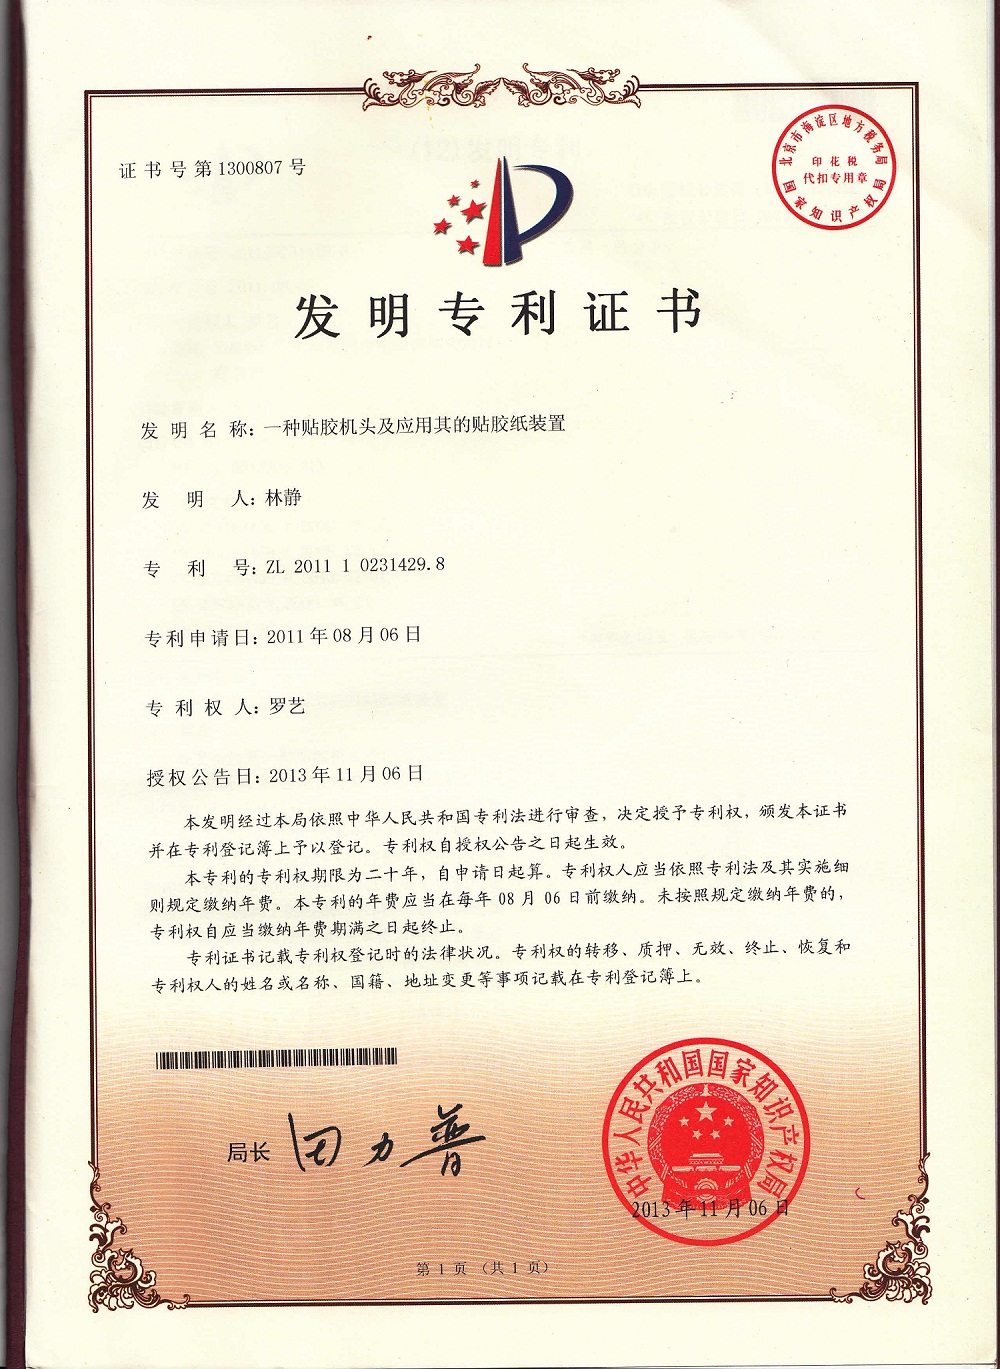 证书号第1300807号
北京市海淀区地方税务局
印花税
代扣专用章
国家知识产权局
发明专利证书
发明名称：一种贴胶机头及应用其的贴胶纸装置
发明人：林静
专利号：ZL 2011 1 0231429.8
专利申请日：2011年08月06日
专利权人：罗艺
授权公告日：2013年11月06日
本发明经过本局依照中华人民共和国专利法进行审查，决定授予专利权，颁发本证书
并在专利登记簿上予以登记。专利权自授权公告之日起生效。
本专利的专利权期限为二十年，自申请日起算。专利权人应当依照专利法及其实施细
则规定缴纳年费。本专利的年费应当在每年08月06日前缴纳。未按照规定缴纳年费的，
专利权自应当缴纳年费期满之日起终止。
专利证书记载专利权登记时的法律状况。专利权的转移、质押、无效、终止、恢复和
专利权人的姓名或名称、国籍、地址变更等事项记载在专利登记簿上。
局长 田力普
中华人民共和国国家知识产权局
2013年11月06日
第1页（共1页）